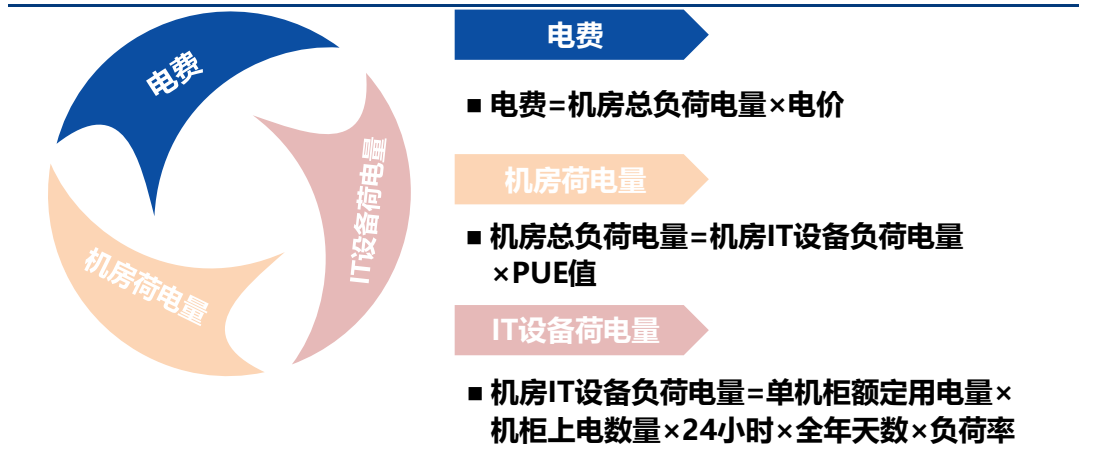 电费
IT设备荷电量
机房荷电量
电费
■ 电费=机房总负荷电量×电价
机房荷电量
■ 机房总负荷电量=机房IT设备负荷电量
×PUE值
IT设备荷电量
■ 机房IT设备负荷电量=单机柜额定用电量×
机柜上电数量×24小时×全年天数×负荷率